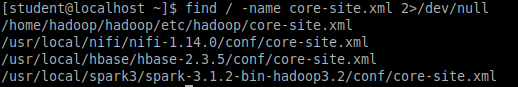 [student@localhost ~]$ find / -name core-site.xml 2>/dev/null
/home/hadoop/hadoop/etc/hadoop/core-site.xml
/usr/local/nifi/nifi-1.14.0/conf/core-site.xml
/usr/local/hbase/hbase-2.3.5/conf/core-site.xml
/usr/local/spark3/spark-3.1.2-bin-hadoop3.2/conf/core-site.xml